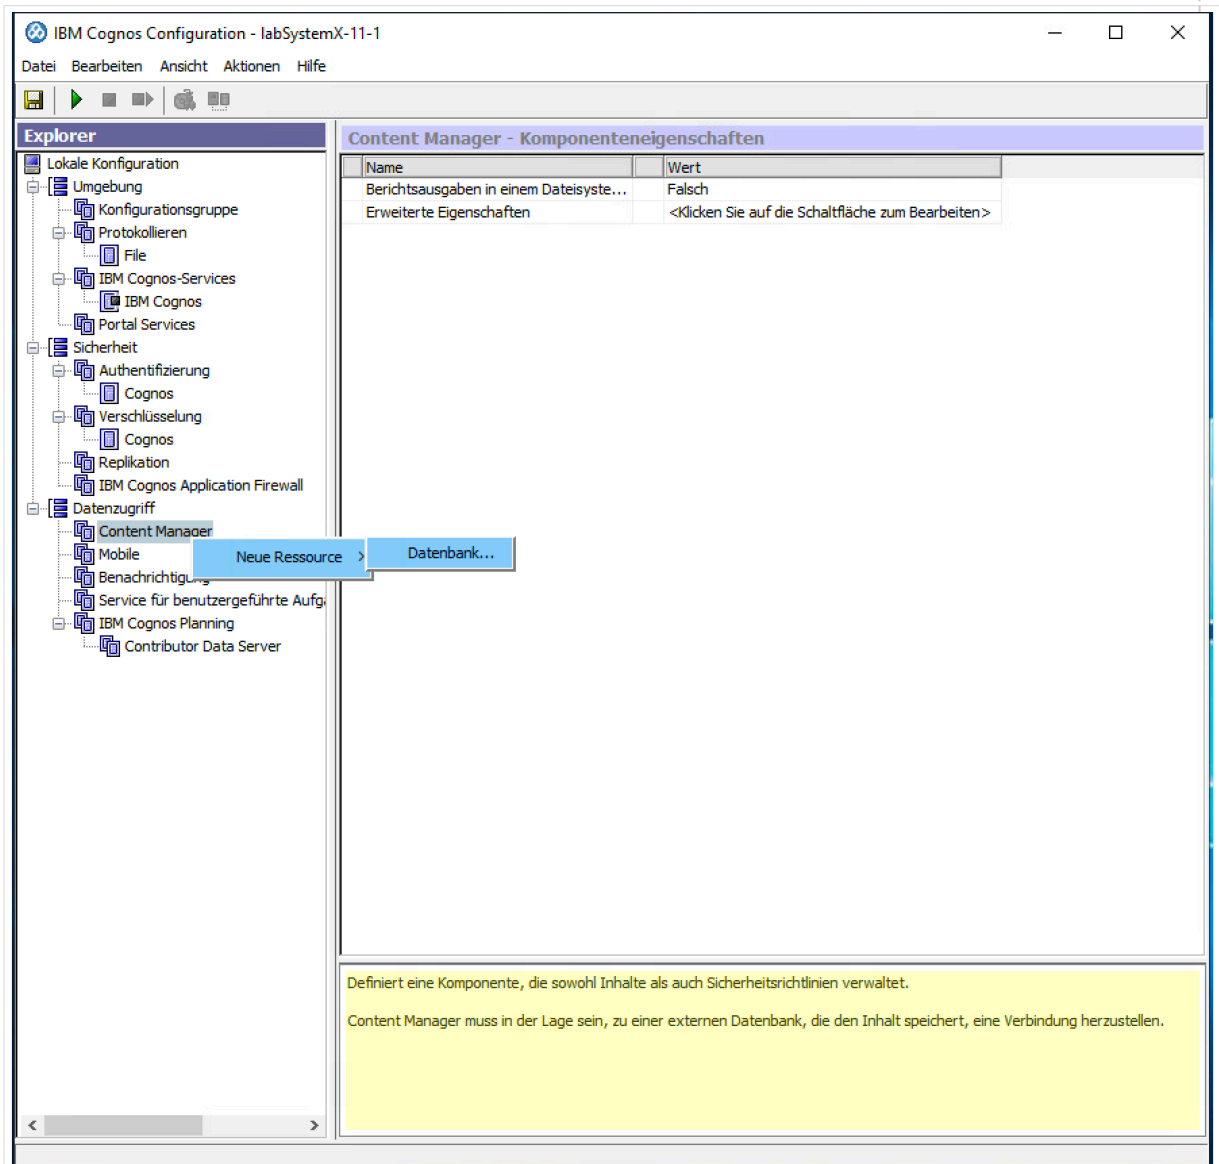 IBM Cognos Configuration - labSystemX-11-1
Datei Bearbeiten Ansicht Aktionen Hilfe
Explorer
Lokale Konfiguration
Umgebung
Konfigurationsgruppe
Protokollieren
File
IBM Cognos-Services
IBM Cognos
Portal Services
Sicherheit
Authentifizierung
Cognos
Verschlüsselung
Cognos
Replikation
IBM Cognos Application Firewall
Datenzugriff
Content Manager
Mobile
Benachrichtigung
Service für benutzergeführte Aufga
IBM Cognos Planning
Contributor Data Server
Neue Ressource >
Datenbank...
Content Manager - Komponenteneigenschaften
Name Wert
Berichtsausgaben in einem Dateisyste... Falsch
Erweiterte Eigenschaften <Klicken Sie auf die Schaltfläche zum Bearbeiten>
Definiert eine Komponente, die sowohl Inhalte als auch Sicherheitsrichtlinien verwaltet.
Content Manager muss in der Lage sein, zu einer externen Datenbank, die den Inhalt speichert, eine Verbindung herzustellen.